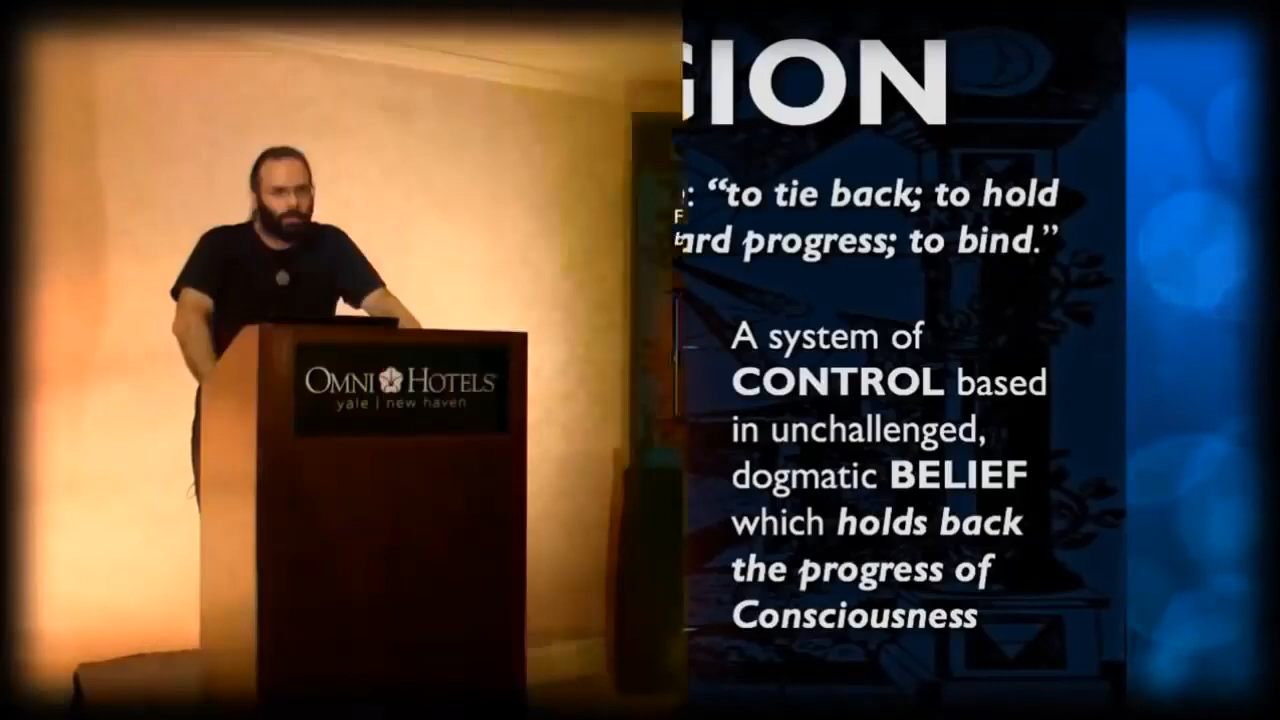 OMNI HOTELS
yale | new haven
GION
: “to tie back; to hold
ard progress; to bind.”
A system of
CONTROL based
in unchallenged,
dogmatic BELIEF
which holds back
the progress of
Consciousness